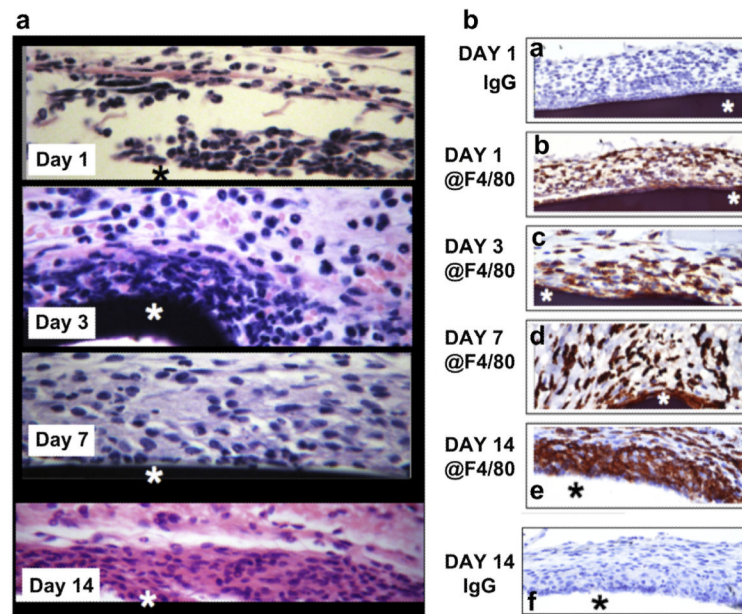 a
Day 1
*
Day 3
*
Day 7
*
Day 14
*
b
DAY 1
IgG
a
*
DAY 1
@F4/80
b
*
DAY 3
@F4/80
c
*
DAY 7
@F4/80
d
*
DAY 14
@F4/80
e
*
DAY 14
IgG
f
*